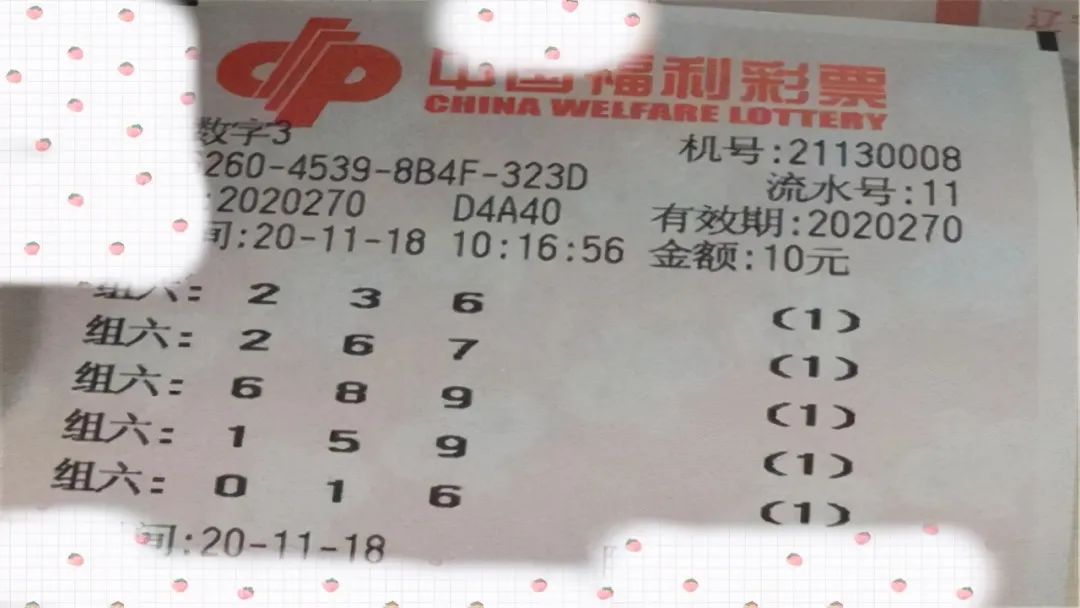 中国福利彩票
CHINA WELFARE LOTTERY
数字3
机号:21130008
260-4539-8B4F-323D
流水号:11
:2020270 D4A40
有效期:2020270
间:20-11-18 10:16:56
金额:10元
组六: 2 3 6 (1)
组六: 2 6 7 (1)
组六: 6 8 9 (1)
组六: 1 5 9 (1)
组六: 0 1 6 (1)
间:20-11-18